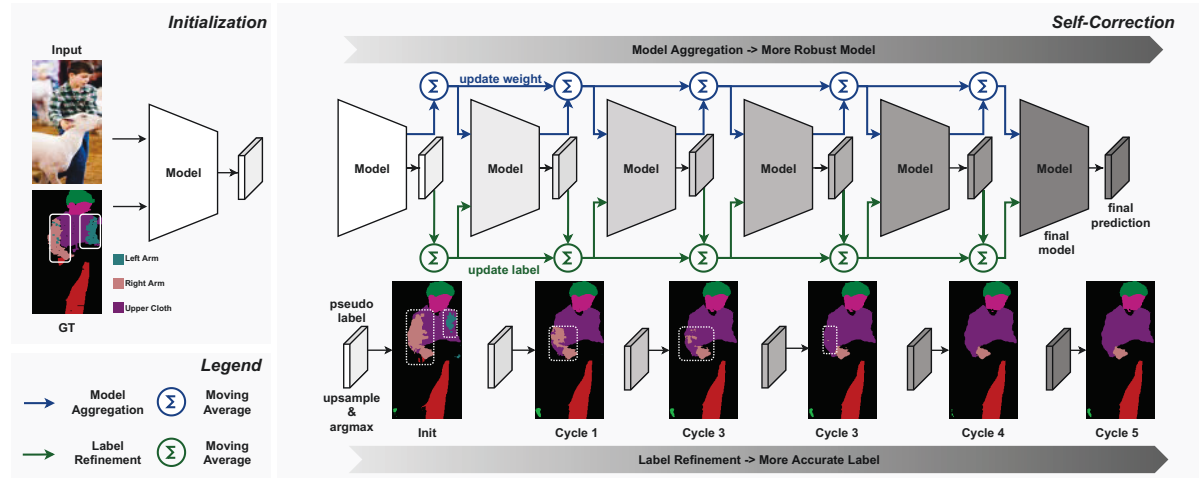 Initialization
Input
Model
Left Arm
Right Arm
Upper Cloth
GT
Legend
Model
Aggregation
Σ
Moving
Average
Label
Refinement
Σ
Moving
Average
Self-Correction
Model Aggregation -> More Robust Model
Σ
update weight
Σ
Σ
Σ
Σ
Model
Model
Model
Model
Model
Model
final
prediction
final
model
Σ
update label
Σ
Σ
Σ
Σ
pseudo
label
upsample
&
argmax
Init
Cycle 1
Cycle 3
Cycle 3
Cycle 4
Cycle 5
Label Refinement -> More Accurate Label